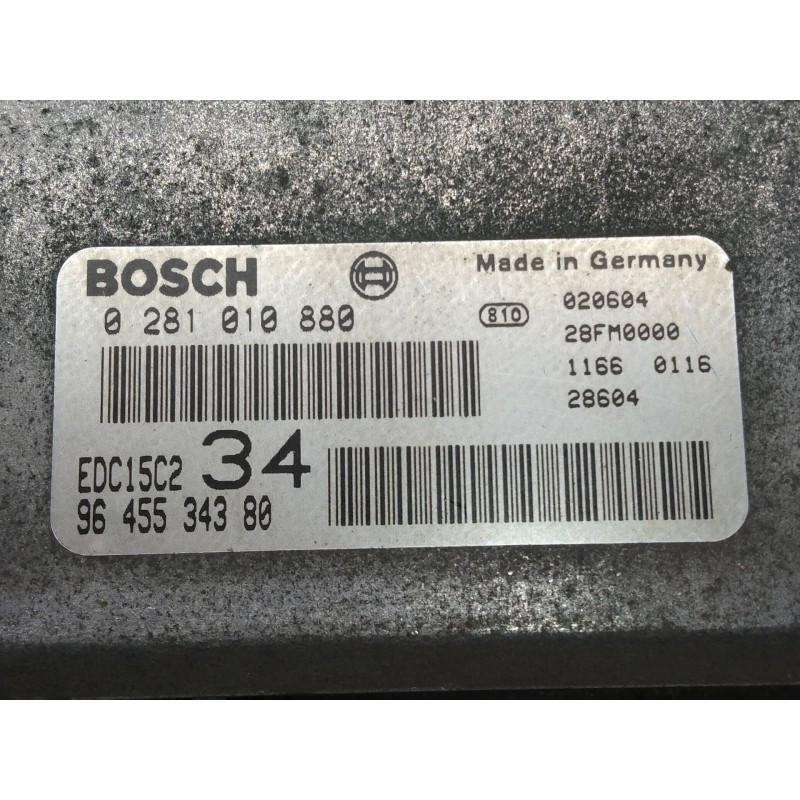 BOSCH
Made in Germany
0 281 010 880
810
020604
28FM0000
1166 0116
28604
EDC15C2 34
96 455 343 80